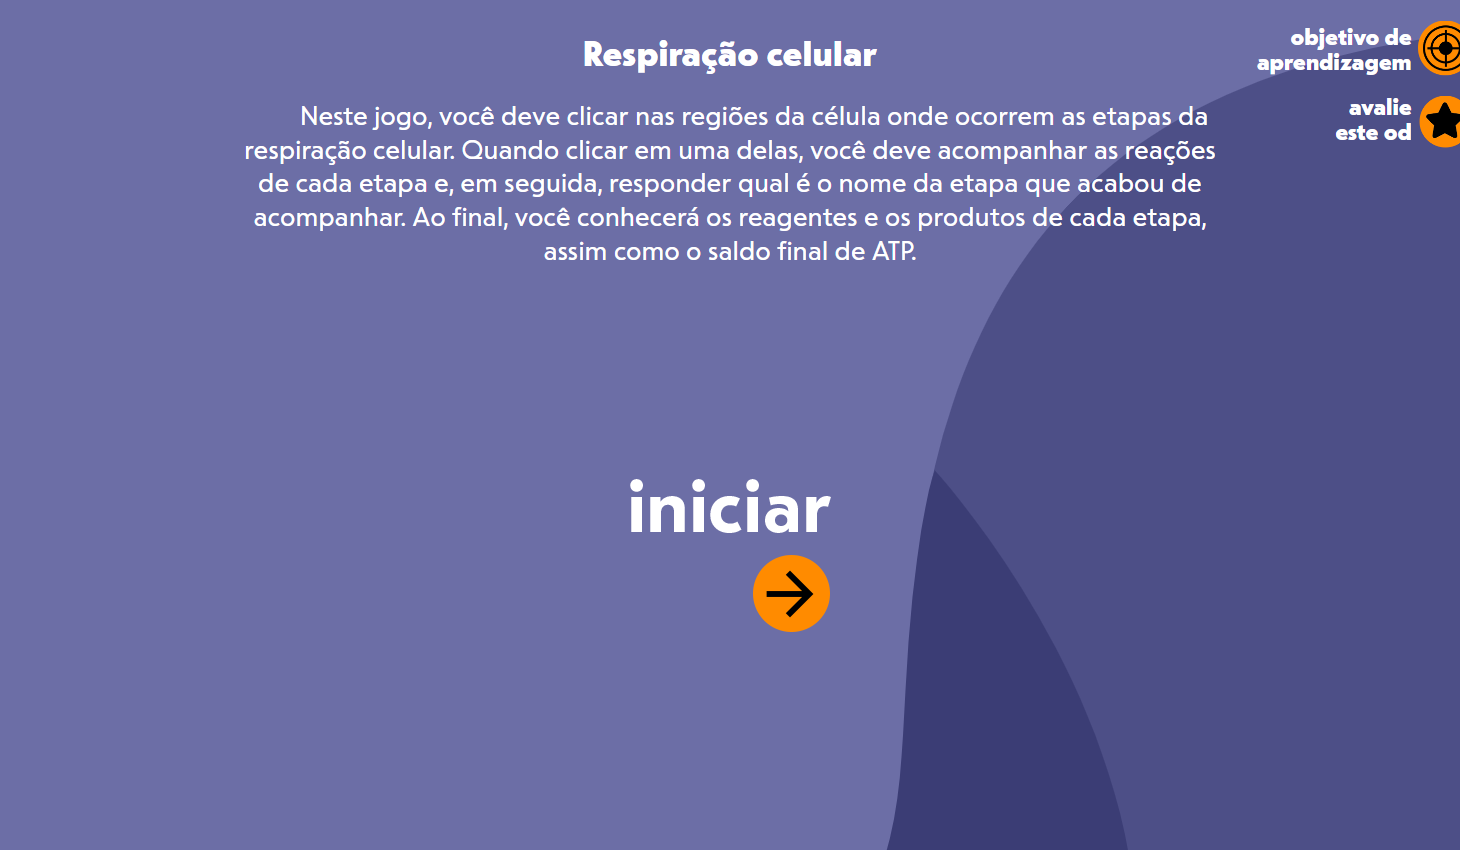 Respiração celular
Neste jogo, você deve clicar nas regiões da célula onde ocorrem as etapas da
respiração celular. Quando clicar em uma delas, você deve acompanhar as reações
de cada etapa e, em seguida, responder qual é o nome da etapa que acabou de
acompanhar. Ao final, você conhecerá os reagentes e os produtos de cada etapa,
assim como o saldo final de ATP.
objetivo de
aprendizagem
avalie
este od
iniciar